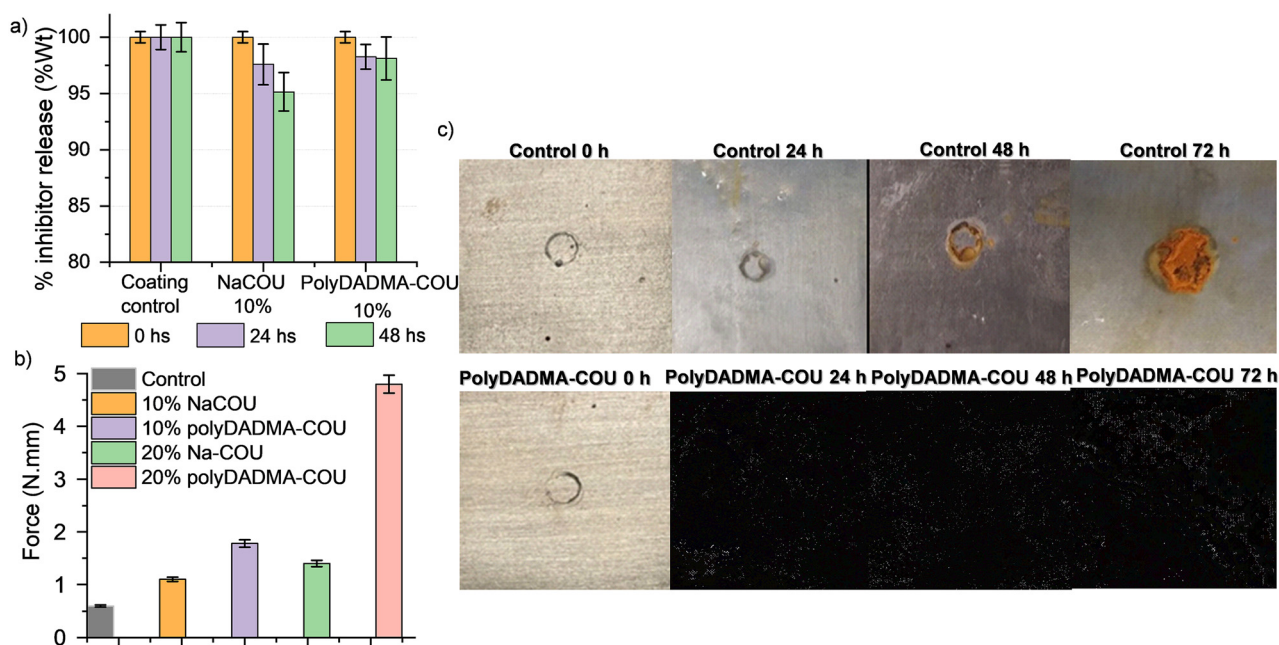 a)
% inhibitor release (%Wt)
100
95
90
85
80
Coating
control
NaCOU
10%
PolyDADMA-COU
10%
0 hs
24 hs
48 hs
b)
Force (N.mm)
5
4
3
2
1
0
Control
10% NaCOU
10% polyDADMA-COU
20% Na-COU
20% polyDADMA-COU
c)
Control 0 h
Control 24 h
Control 48 h
Control 72 h
PolyDADMA-COU 0 h
PolyDADMA-COU 24 h
PolyDADMA-COU 48 h
PolyDADMA-COU 72 h